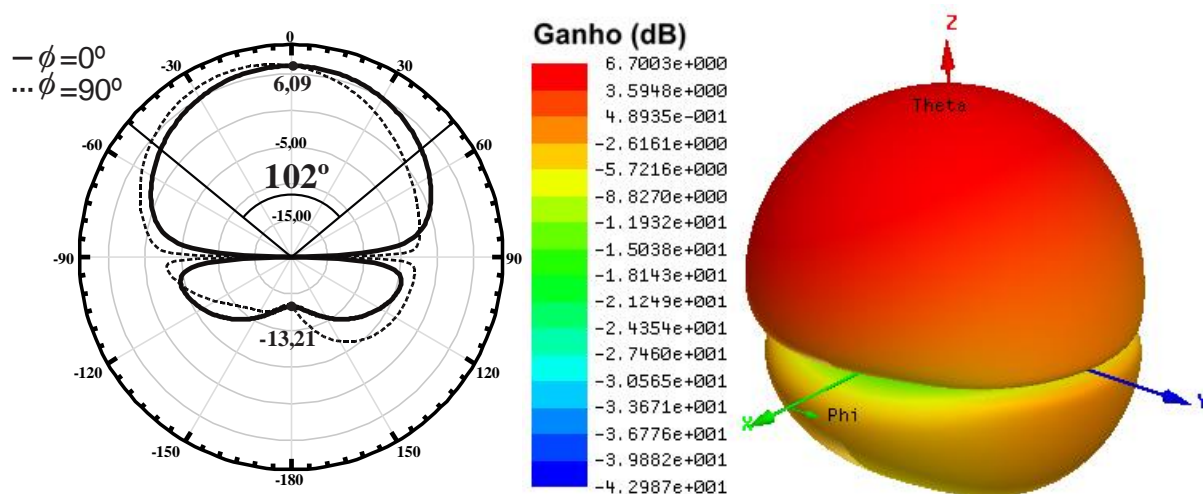 – ϕ=0º
··· ϕ=90º
0
-30
30
-60
60
-90
90
-120
120
-150
150
-180
6,09
-5,00
102º
-15,00
-13,21
Ganho (dB)
6.7003e+000
3.5948e+000
4.8935e-001
-2.6161e+000
-5.7216e+000
-8.8270e+000
-1.1932e+001
-1.5038e+001
-1.8143e+001
-2.1249e+001
-2.4354e+001
-2.7460e+001
-3.0565e+001
-3.3671e+001
-3.6776e+001
-3.9882e+001
-4.2987e+001
Z
Theta
Phi
X
Y